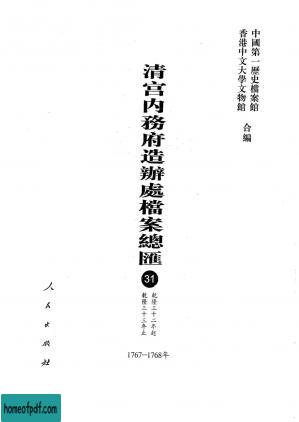 中國第一歷史檔案館
香港中文大學文物館
合編
清宮内務府造辦處檔案總匯
31
乾隆三十二年起
乾隆三十三年止
1767—1768年
人民出版社
homeofpdf.com